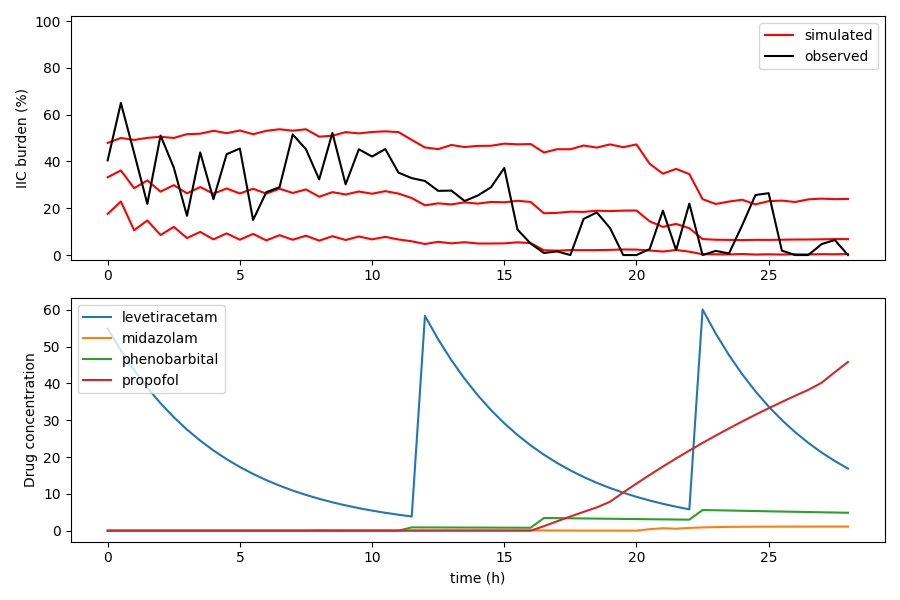 100
80
60
40
20
0
IIC burden (%)
simulated
observed
0
5
10
15
20
25
60
50
40
30
20
10
0
Drug concentration
levetiracetam
midazolam
phenobarbital
propofol
0
5
10
15
20
25
time (h)